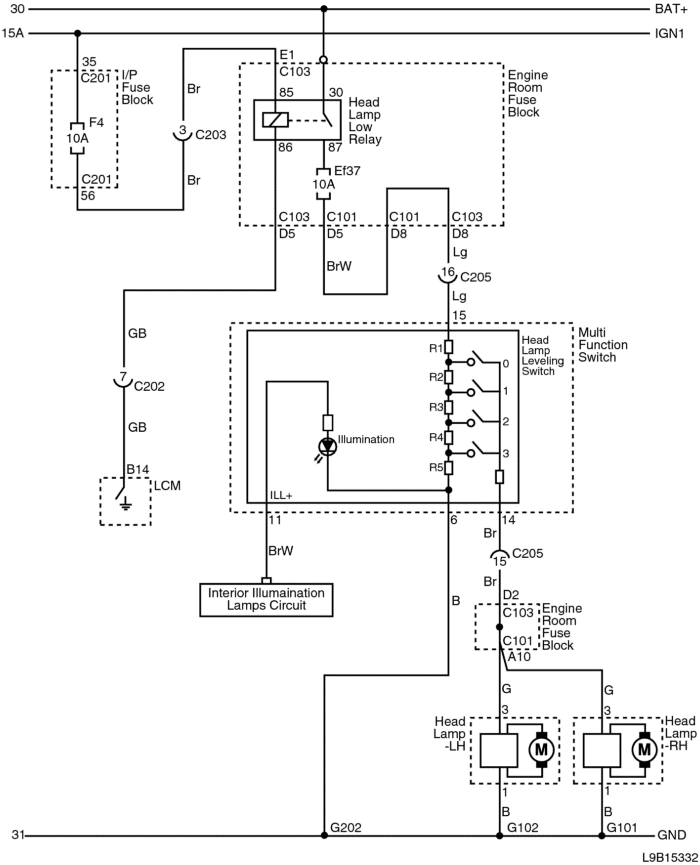 30 BAT+
15A IGN1
35 E1
C201 I/P C103 Engine
Fuse Room
Block Fuse
Block
Br 85 30 Head
Lamp
Low
Relay
F4
10A 3 C203
86 87
Br Ef37
10A
C201
56
C103 C101 C101 C103
D5 D5 D8 D8
Lg
BrW
16 C205
Lg
15
GB Multi
Function
Switch
R1 Head
Lamp
Leveling
Switch
0
7 R2
C202 1
R3
2
GB R4
Illumination 3
R5
B14
LCM
ILL+
11 6 14
Br
BrW C205
15
Br
Interior Illumaination
Lamps Circuit
B D2
C103 Engine
Room
Fuse
Block
C101
A10
G G
3 3
Head
Lamp
-LH
M
Head
Lamp
-RH
M
1 1
B B
31 G202 G102 G101 GND
L9B15332